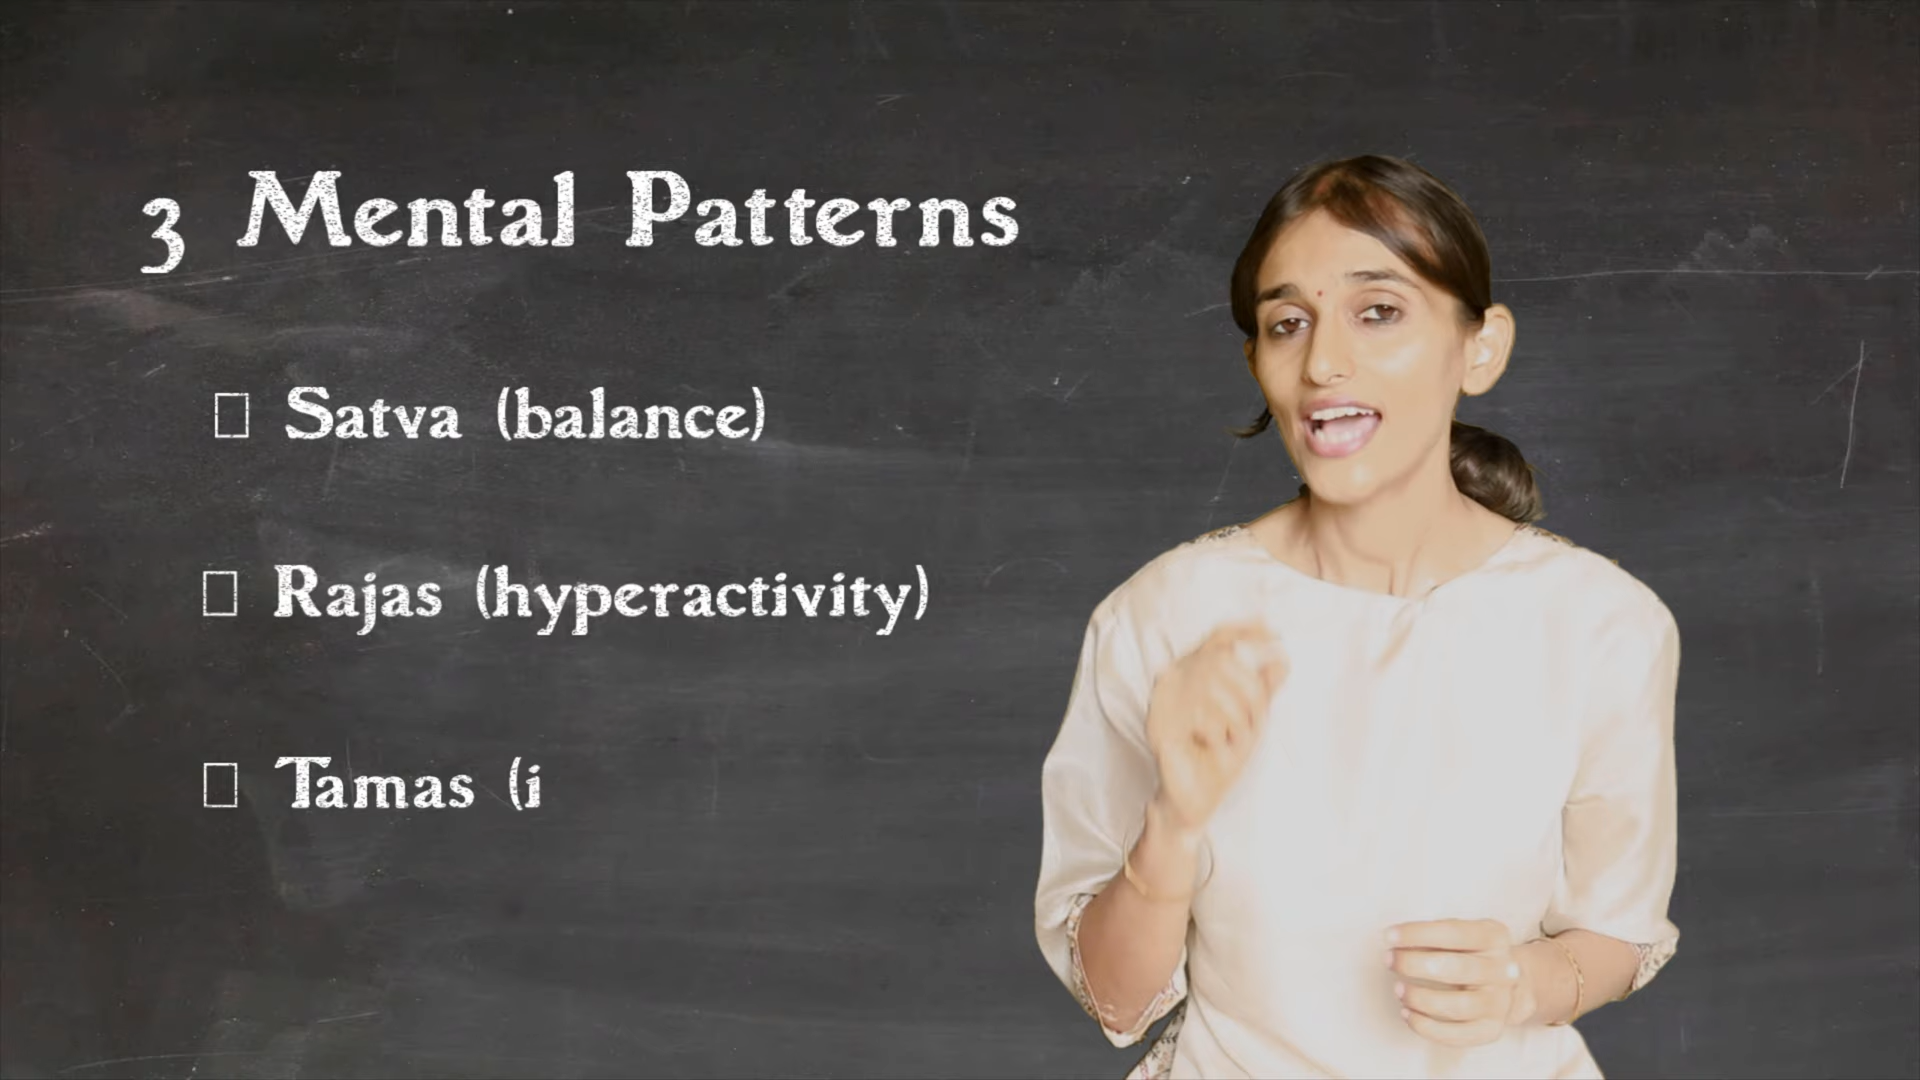 3 Mental Patterns
Satva (balance)
Rajas (hyperactivity)
Tamas (i